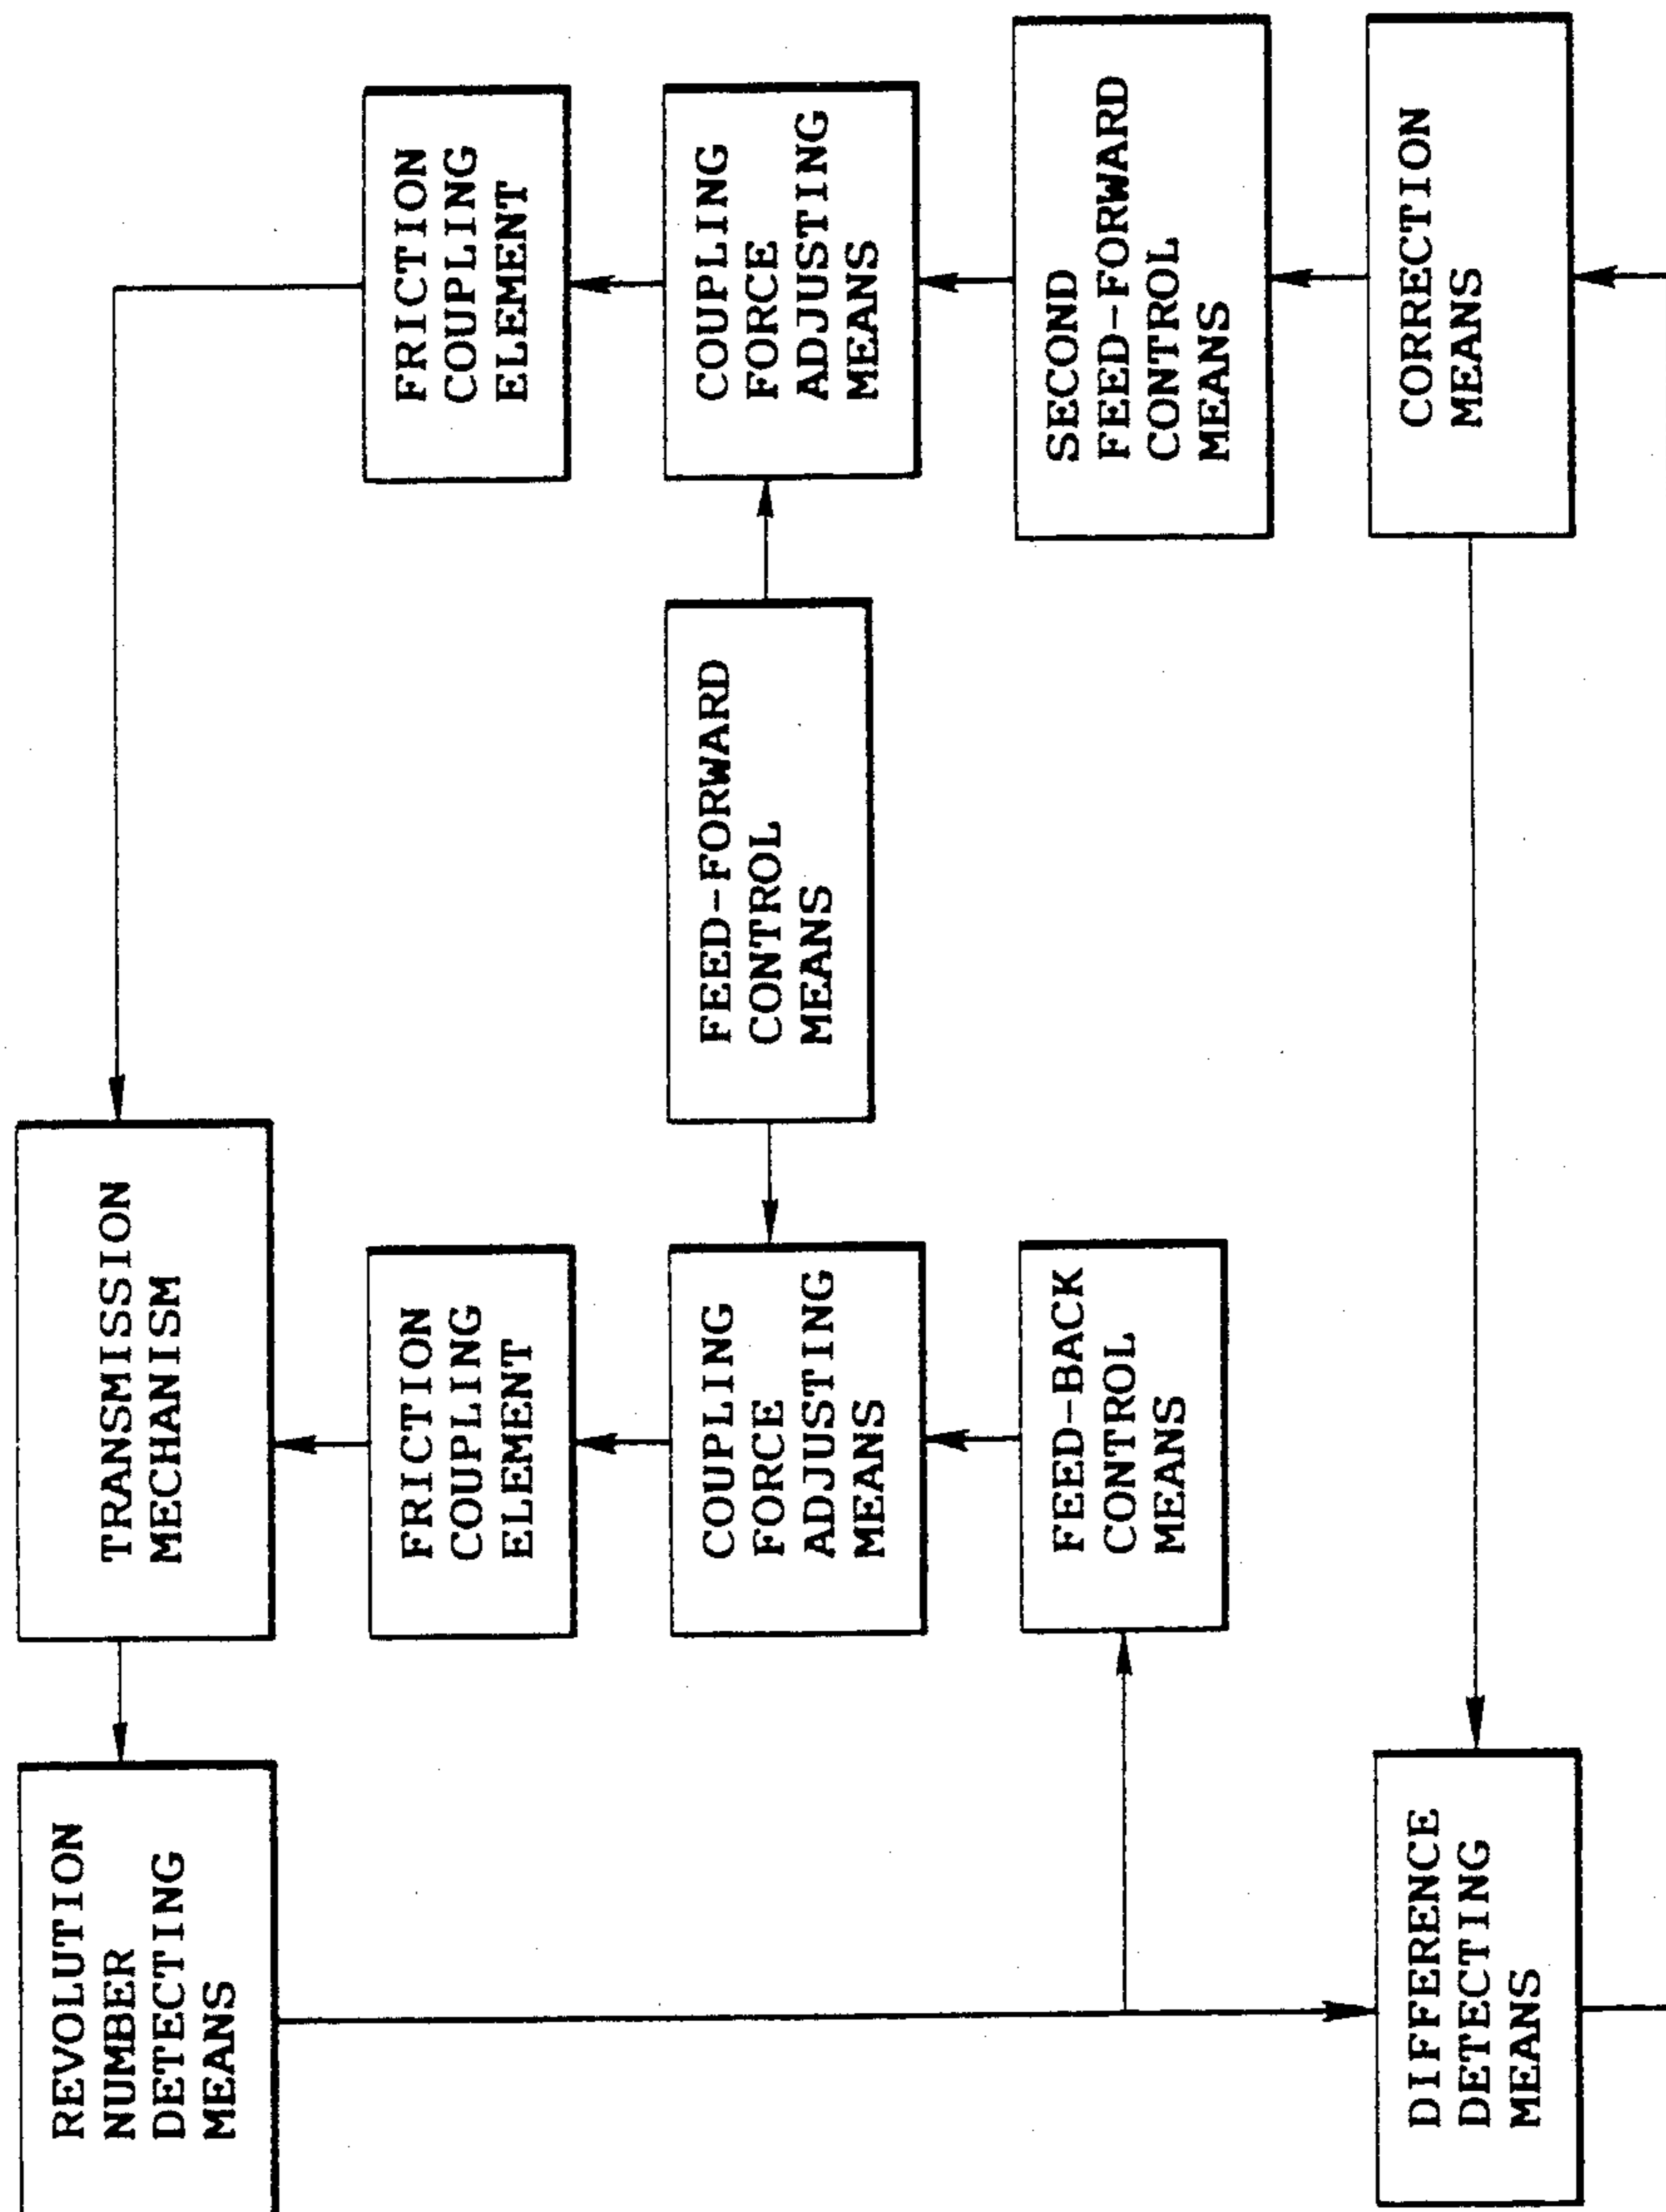 REVOLUTION
NUMBER
DETECTING
MEANS
TRANSMISSION
MECHANISM
FRICTION
COUPLING
ELEMENT
FRICTION
COUPLING
ELEMENT
COUPLING
FORCE
ADJUSTING
MEANS
FEED-FORWARD
CONTROL
MEANS
COUPLING
FORCE
ADJUSTING
MEANS
FEED-BACK
CONTROL
MEANS
SECOND
FEED-FORWARD
CONTROL
MEANS
DIFFERENCE
DETECTING
MEANS
CORRECTION
MEANS